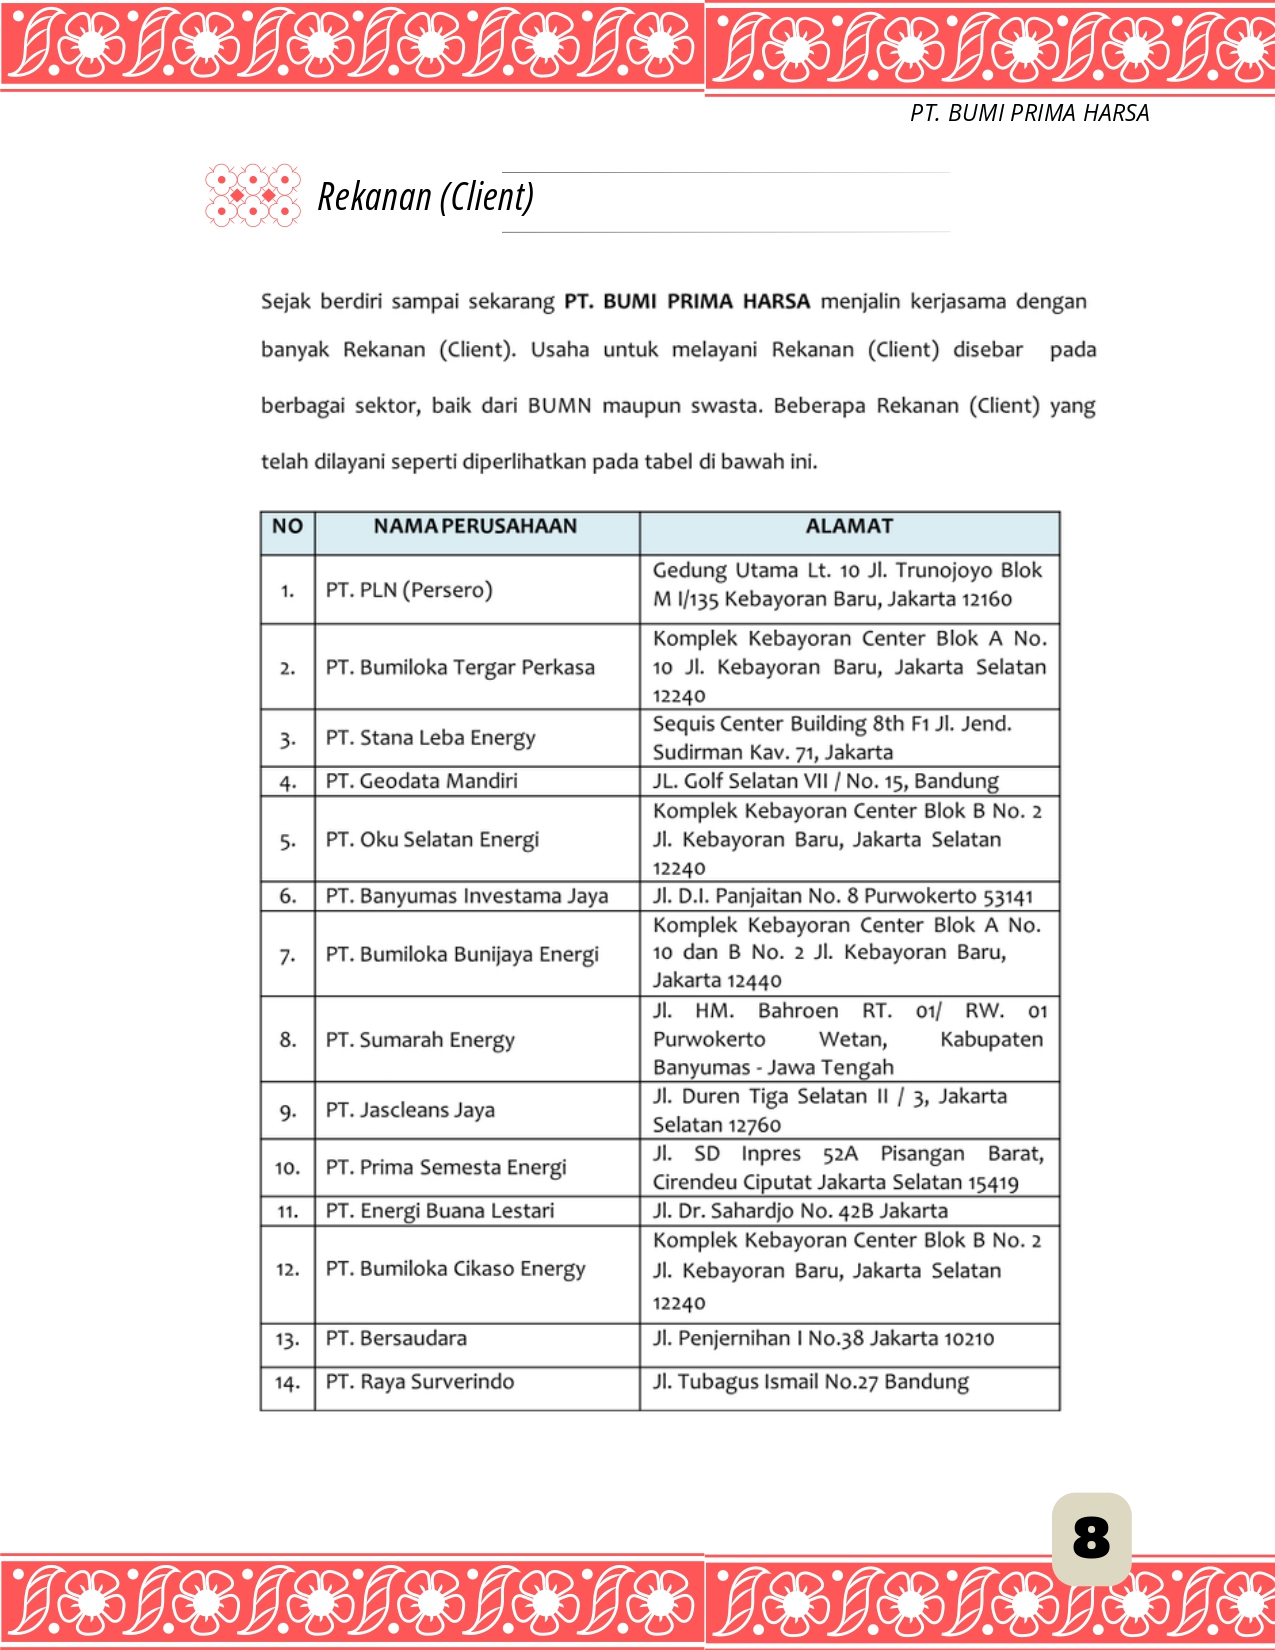 PT. BUMI PRIMA HARSA
Rekanan (Client)
Sejak berdiri sampai sekarang PT. BUMI PRIMA HARSA menjalin kerjasama dengan
banyak Rekanan (Client). Usaha untuk melayani Rekanan (Client) disebar pada
berbagai sektor, baik dari BUMN maupun swasta. Beberapa Rekanan (Client) yang
telah dilayani seperti diperlihatkan pada tabel di bawah ini.
NO NAMA PERUSAHAAN ALAMAT
1. PT. PLN (Persero)
Gedung Utama Lt. 10 Jl. Trunojoyo Blok
M I/135 Kebayoran Baru, Jakarta 12160
2. PT. Bumiloka Tergar Perkasa
Komplek Kebayoran Center Blok A No.
10 Jl. Kebayoran Baru, Jakarta Selatan
12240
3. PT. Stana Leba Energy
Sequis Center Building 8th F1 Jl. Jend.
Sudirman Kav. 71, Jakarta
4. PT. Geodata Mandiri JL. Golf Selatan VII / No. 15, Bandung
5. PT. Oku Selatan Energi
Komplek Kebayoran Center Blok B No. 2
Jl. Kebayoran Baru, Jakarta Selatan
12240
6. PT. Banyumas Investama Jaya Jl. D.I. Panjaitan No. 8 Purwokerto 53141
7. PT. Bumiloka Bunijaya Energi
Komplek Kebayoran Center Blok A No.
10 dan B No. 2 Jl. Kebayoran Baru,
Jakarta 12440
8. PT. Sumarah Energy
Jl. HM. Bahroen RT. 01/ RW. 01
Purwokerto Wetan, Kabupaten
Banyumas - Jawa Tengah
9. PT. Jascleans Jaya
Jl. Duren Tiga Selatan II / 3, Jakarta
Selatan 12760
10. PT. Prima Semesta Energi
Jl. SD Inpres 52A Pisangan Barat,
Cirendeu Ciputat Jakarta Selatan 15419
11. PT. Energi Buana Lestari Jl. Dr. Sahardjo No. 42B Jakarta
12. PT. Bumiloka Cikaso Energy
Komplek Kebayoran Center Blok B No. 2
Jl. Kebayoran Baru, Jakarta Selatan
12240
13. PT. Bersaudara Jl. Penjernihan I No.38 Jakarta 10210
14. PT. Raya Surverindo Jl. Tubagus Ismail No.27 Bandung
8